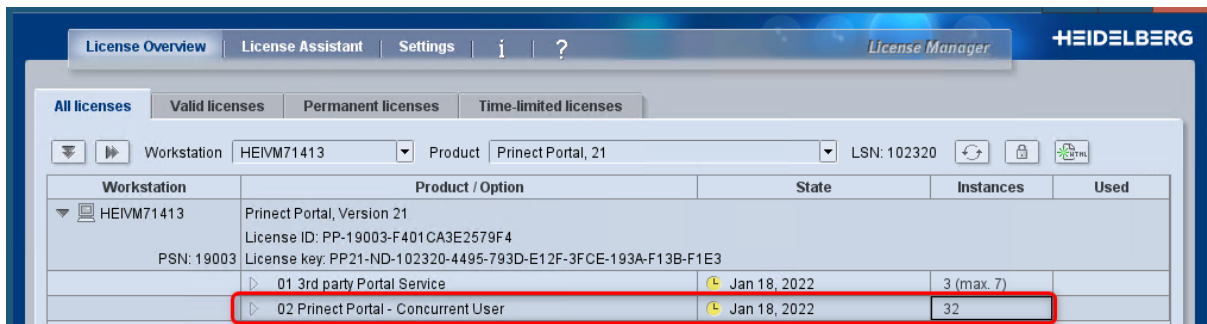 License Overview License Assistant Settings i ? License Manager HEIDELBERG
All licenses Valid licenses Permanent licenses Time-limited licenses
Workstation HEIVM71413 Product Prinect Portal, 21 LSN: 102320 HTML
Workstation Product / Option State Instances Used
HEIVM71413 Prinect Portal, Version 21
License ID: PP-19003-F401CA3E2579F4
PSN: 19003 License key: PP21-ND-102320-4495-793D-E12F-3FCE-193A-F13B-F1E3
01 3rd party Portal Service Jan 18, 2022 3 (max. 7)
02 Prinect Portal - Concurrent User Jan 18, 2022 32